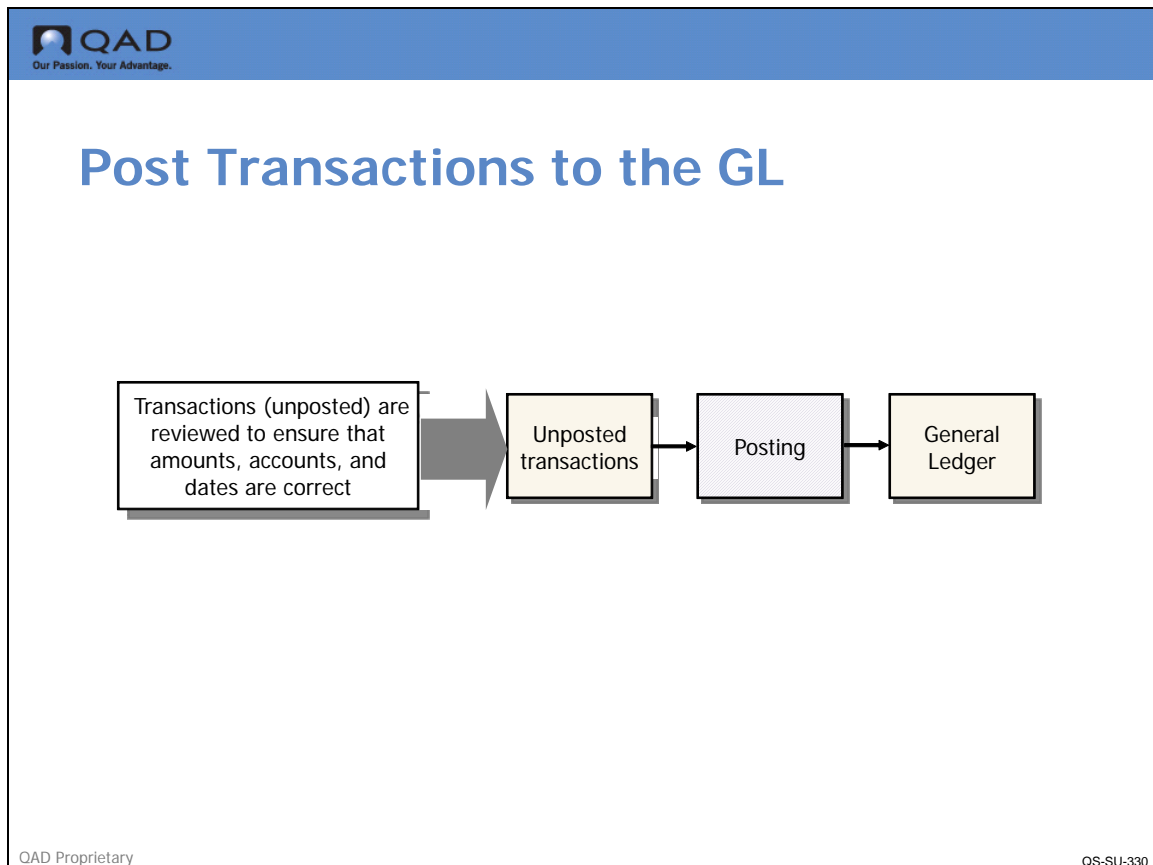 QAD
Our Passion. Your Advantage.
Post Transactions to the GL
Transactions (unposted) are
reviewed to ensure that
amounts, accounts, and
dates are correct
Unposted
transactions
Posting
General
Ledger
QAD Proprietary
QS-SU-330